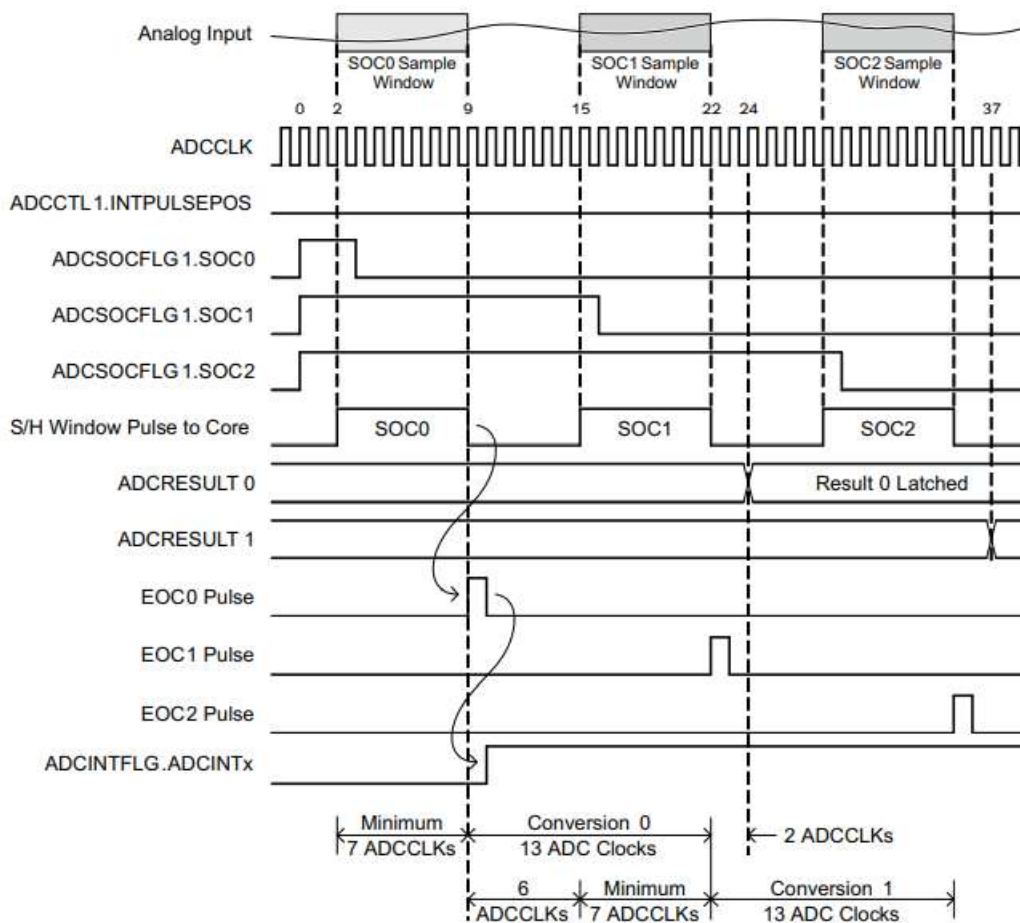 Analog Input
SOC0 Sample
Window
SOC1 Sample
Window
SOC2 Sample
Window
0 2 9 15 22 24 37
ADCCLK
ADCCTL1.INTPULSEPOS
ADCSOCFLG1.SOC0
ADCSOCFLG1.SOC1
ADCSOCFLG1.SOC2
S/H Window Pulse to Core SOC0 SOC1 SOC2
ADCRESULT 0 Result 0 Latched
ADCRESULT 1
EOC0 Pulse
EOC1 Pulse
EOC2 Pulse
ADCINTFLG.ADCINTx
Minimum
7 ADCCLKs
Conversion 0
13 ADC Clocks
2 ADCCLKs
6
ADCCLKs
Minimum
7 ADCCLKs
Conversion 1
13 ADC Clocks